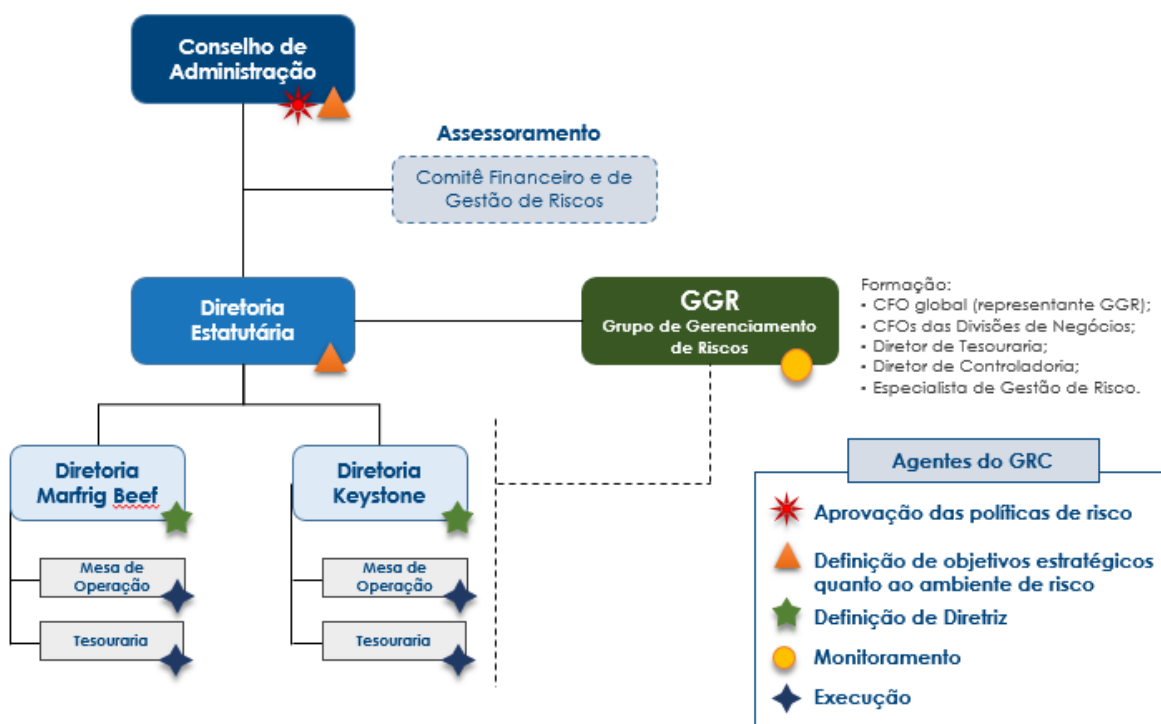 Conselho de
Administração
Assessoramento
Comitê Financeiro e de
Gestão de Riscos
Diretoria
Estatutária
GGR
Grupo de Gerenciamento
de Riscos
Formação:
▪ CFO global (representante GGR);
▪ CFOs das Divisões de Negócios;
▪ Diretor de Tesouraria;
▪ Diretor de Controladoria;
▪ Especialista de Gestão de Risco.
Diretoria
Marfrig Beef
Mesa de
Operação
Tesouraria
Diretoria
Keystone
Mesa de
Operação
Tesouraria
Agentes do GRC
Aprovação das políticas de risco
Definição de objetivos estratégicos
quanto ao ambiente de risco
Definição de Diretriz
Monitoramento
Execução